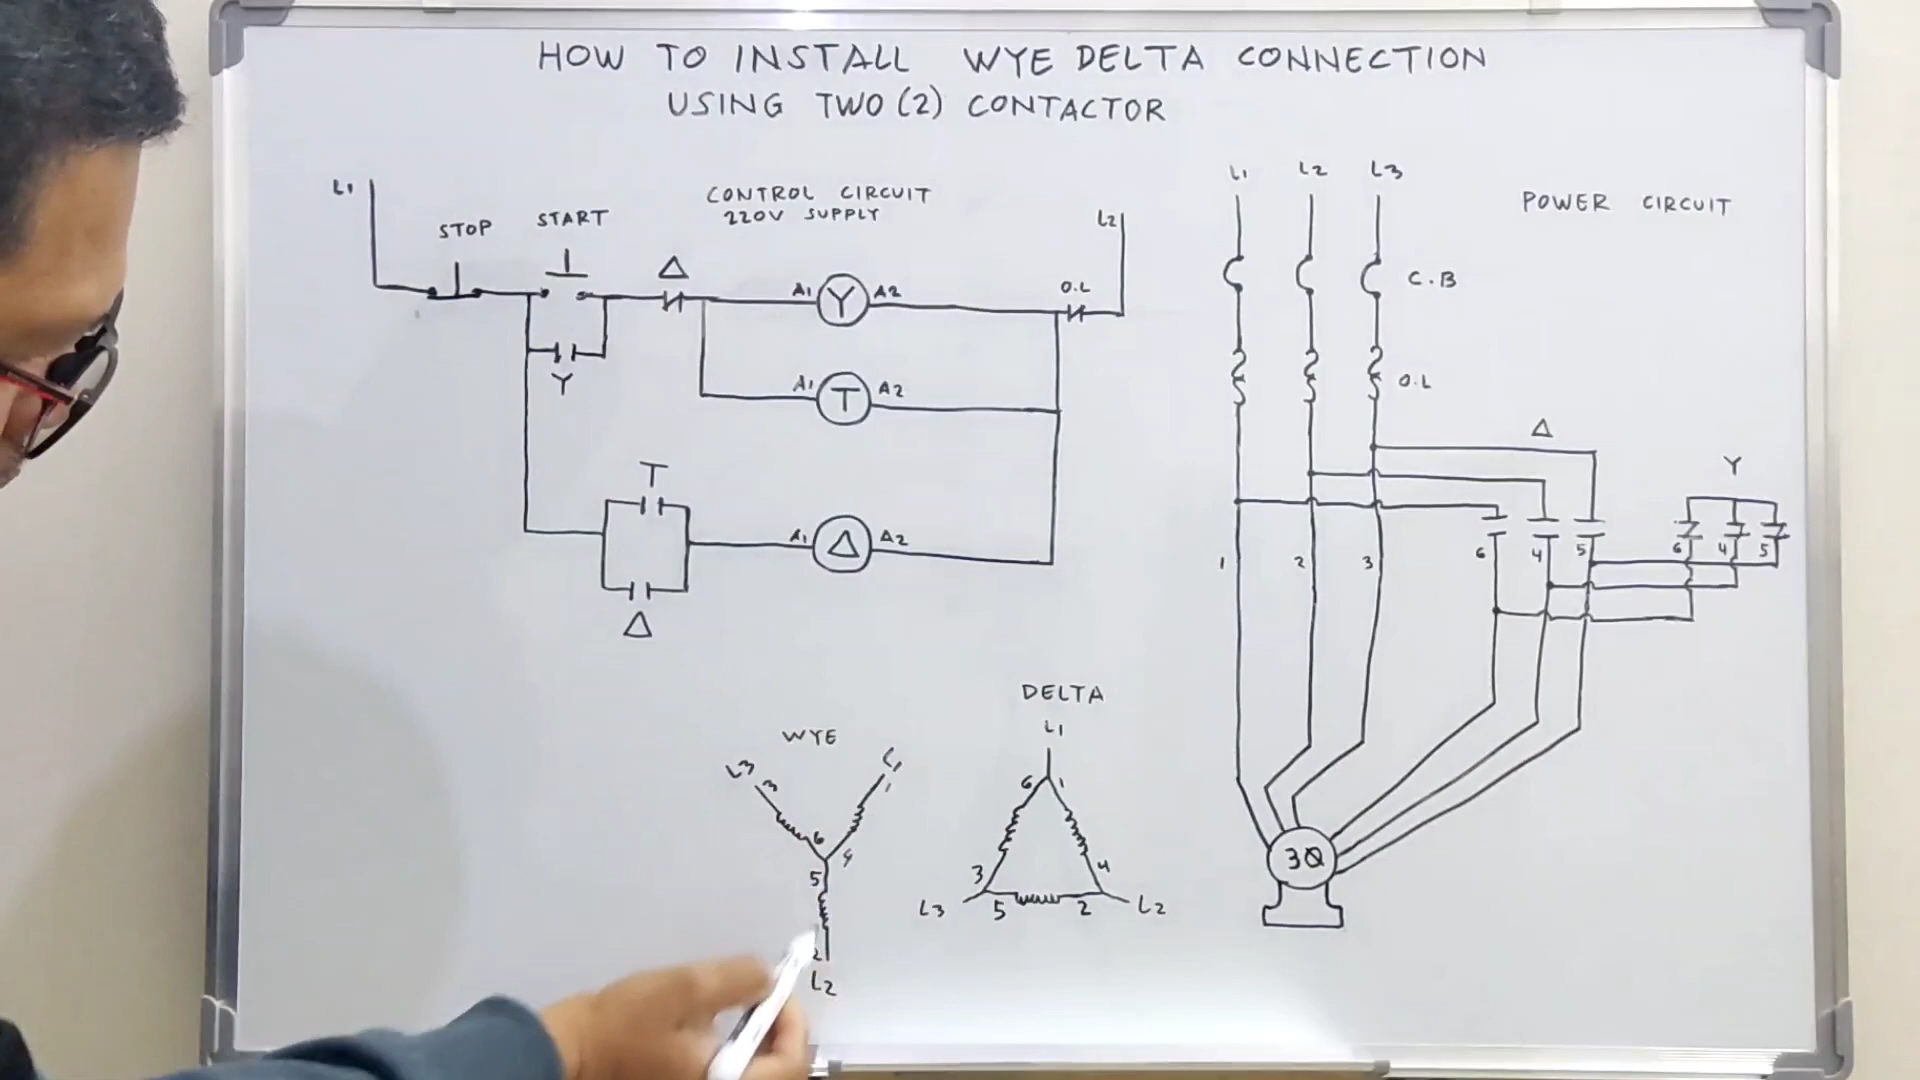 HOW TO INSTALL WYE DELTA CONNECTION
USING TWO (2) CONTACTOR
CONTROL CIRCUIT
220V SUPPLY
L1
STOP
START
Δ
A1 Y A2
O.L
L2
Y
A1 T A2
T
A1 Δ A2
Δ
POWER CIRCUIT
L1 L2 L3
C.B
O.L
Δ
Y
6 4 5
6 4 5
1 2 3
3Ø
WYE
L3
3
L1
1
6
4
5
2
L2
DELTA
L1
6 1
3 4
L3 5 2 L2